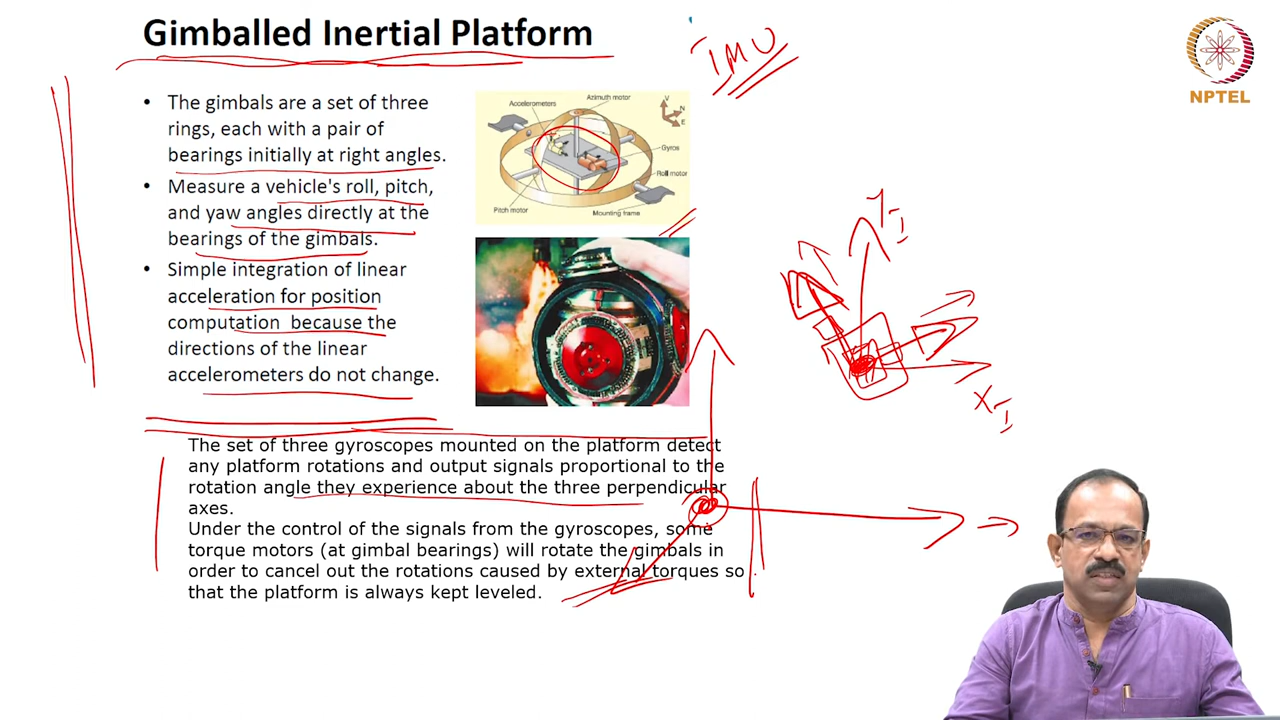 Gimballed Inertial Platform
IMU
NPTEL
• The gimbals are a set of three
rings, each with a pair of
bearings initially at right angles.
• Measure a vehicle's roll, pitch,
and yaw angles directly at the
bearings of the gimbals.
• Simple integration of linear
acceleration for position
computation because the
directions of the linear
accelerometers do not change.
Accelerometers
Azimuth motor
V
N
E
Gyros
Roll motor
Pitch motor
Mounting frame
Y_I
X_I
The set of three gyroscopes mounted on the platform detect
any platform rotations and output signals proportional to the
rotation angle they experience about the three perpendicular
axes.
Under the control of the signals from the gyroscopes, some
torque motors (at gimbal bearings) will rotate the gimbals in
order to cancel out the rotations caused by external torques so
that the platform is always kept leveled.